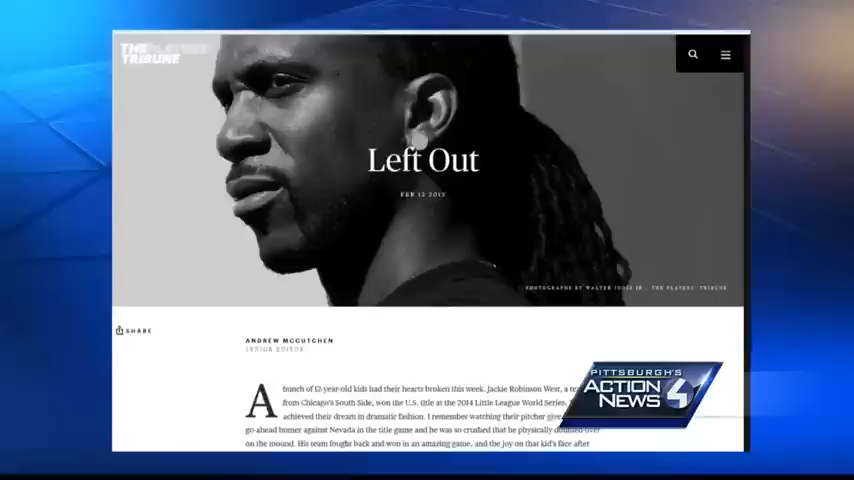 THE PLAYERS'
TRIBUNE
Left Out
FEB 13 2015
PHOTOGRAPHS BY WALTER IOOSS JR. - THE PLAYERS' TRIBUNE
SHARE
ANDREW MCCUTCHEN
SENIOR EDITOR
A bunch of 12-year-old kids had their hearts broken this week. Jackie Robinson West, a
from Chicago's South Side, won the U.S. title at the 2014 Little League World Series.
achieved their dream in dramatic fashion. I remember watching their pitcher give
go-ahead homer against Nevada in the title game and he was so crushed that he physically doubled-over
on the mound. His team fought back and won in an amazing game, and the joy on that kid's face after
PITTSBURGH'S
ACTION
NEWS 4